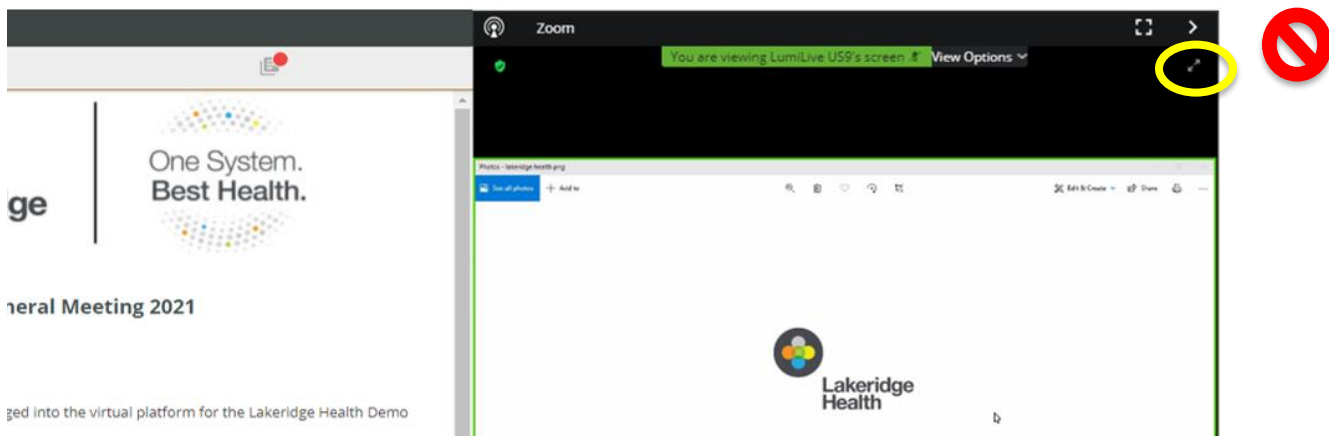 Zoom
You are viewing LumiLive US9's screen View Options
One System.
Best Health.
ge
neral Meeting 2021
ged into the virtual platform for the Lakeridge Health Demo
Photos - lakeridge health.png
See all photos + Add to
Edit & Create Share
Lakeridge
Health